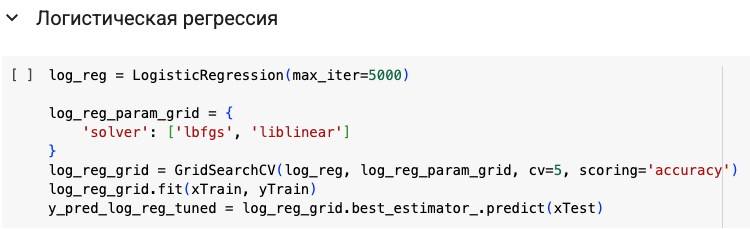 Логистическая регрессия
[ ] log_reg = LogisticRegression(max_iter=5000)
log_reg_param_grid = {
    'solver': ['lbfgs', 'liblinear']
}
log_reg_grid = GridSearchCV(log_reg, log_reg_param_grid, cv=5, scoring='accuracy')
log_reg_grid.fit(xTrain, yTrain)
y_pred_log_reg_tuned = log_reg_grid.best_estimator_.predict(xTest)